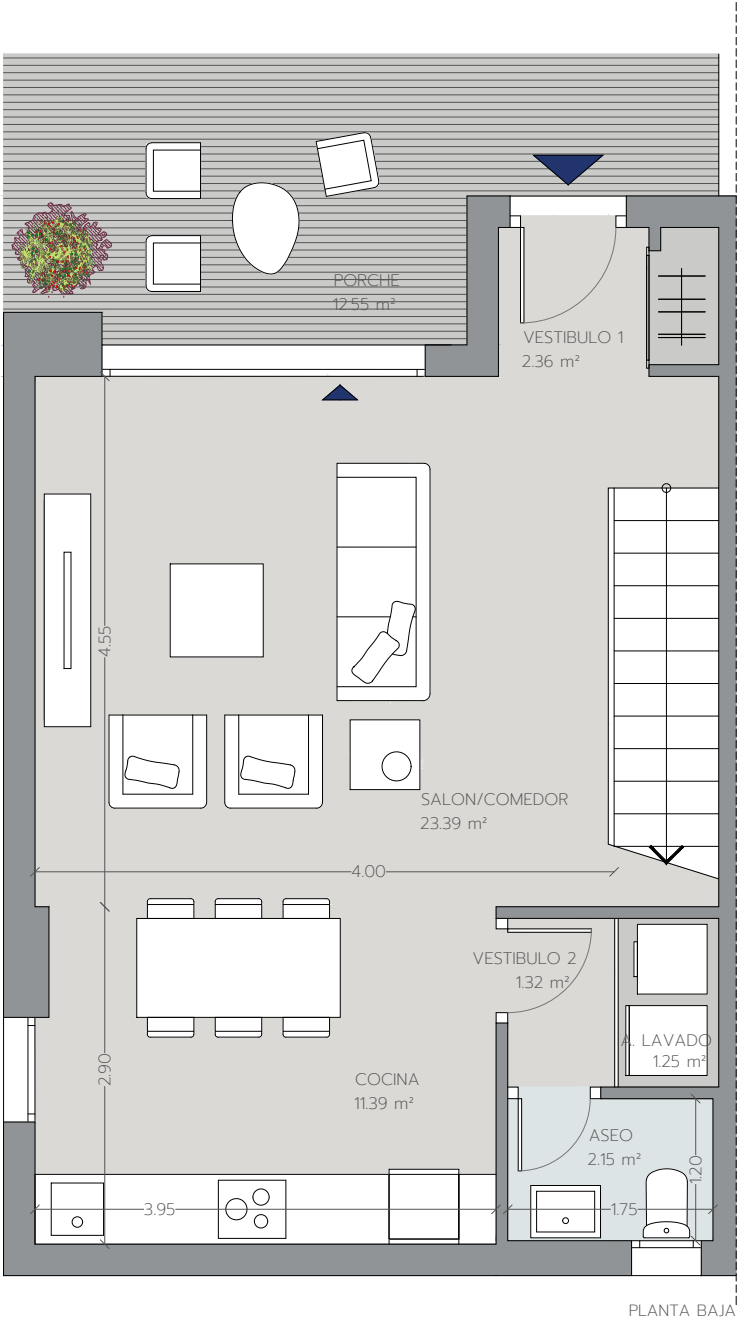 PORCHE
12.55 m²
VESTIBULO 1
2.36 m²
4.55
SALON/COMEDOR
23.39 m²
4.00
VESTIBULO 2
1.32 m²
A. LAVADO
1.25 m²
2.90
COCINA
11.39 m²
ASEO
2.15 m²
1.20
3.95
1.75
PLANTA BAJA